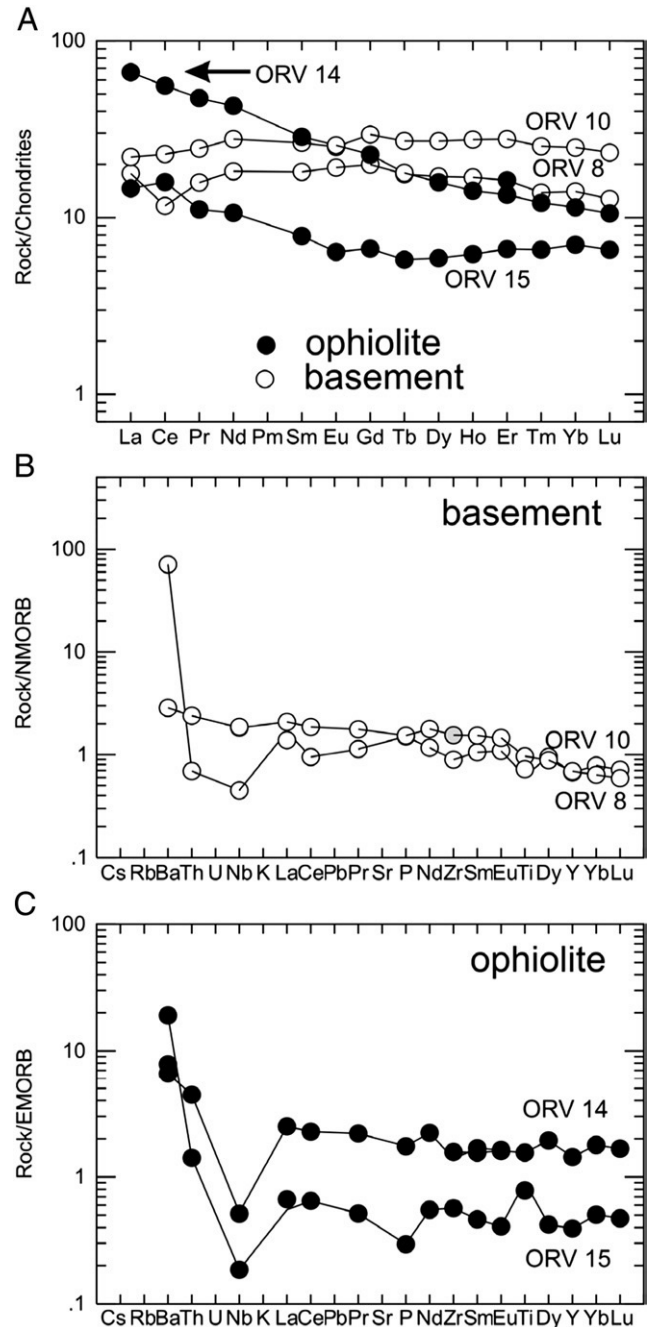 A
100
ORV 14
ORV 10
ORV 8
10
ORV 15
ophiolite
basement
1
Rock/Chondrites
La Ce Pr Nd Pm Sm Eu Gd Tb Dy Ho Er Tm Yb Lu
B
basement
100
10
1
.1
Rock/NMORB
ORV 10
ORV 8
Cs Rb Ba Th U Nb K La Ce Pb Pr Sr P Nd Zr Sm Eu Ti Dy Y Yb Lu
C
100
ophiolite
10
1
.1
Rock/EMORB
ORV 14
ORV 15
Cs Rb Ba Th U Nb K La Ce Pb Pr Sr P Nd Zr Sm Eu Ti Dy Y Yb Lu